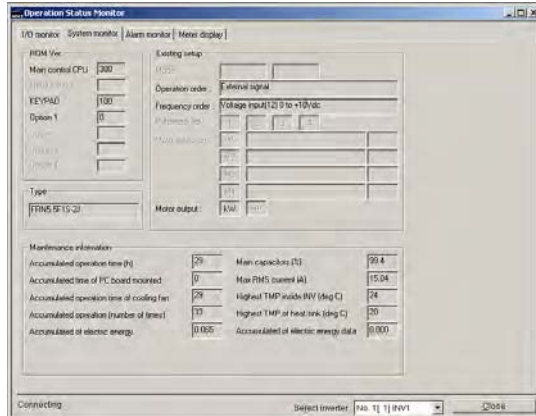 Operation Status Monitor
I/O monitor System monitor Alarm monitor Meter display
ROM Ver.
Main control CPU 300
KEYPAD 100
Option 1 0
Type
FRN5.5F1S-2J
Existing setup
Operation order : External signal
Frequency order : Voltage input(12) 0 to +10Vdc
Motor output : kW
Maintenance information
Accumulated operation time (h) 29
Accumulated time of PC board mounted 0
Accumulated operation time of cooling fan 29
Accumulated operation (number of times) 33
Accumulated of electric energy 0.065
Main capacitors (%) 99.4
Max RMS current (A) 15.04
Highest TMP inside INV (deg C) 24
Highest TMP of heat sink (deg C) 20
Accumulated of electric energy data 0.000
Connecting Select inverter No. 1[ 1] INV1 Close